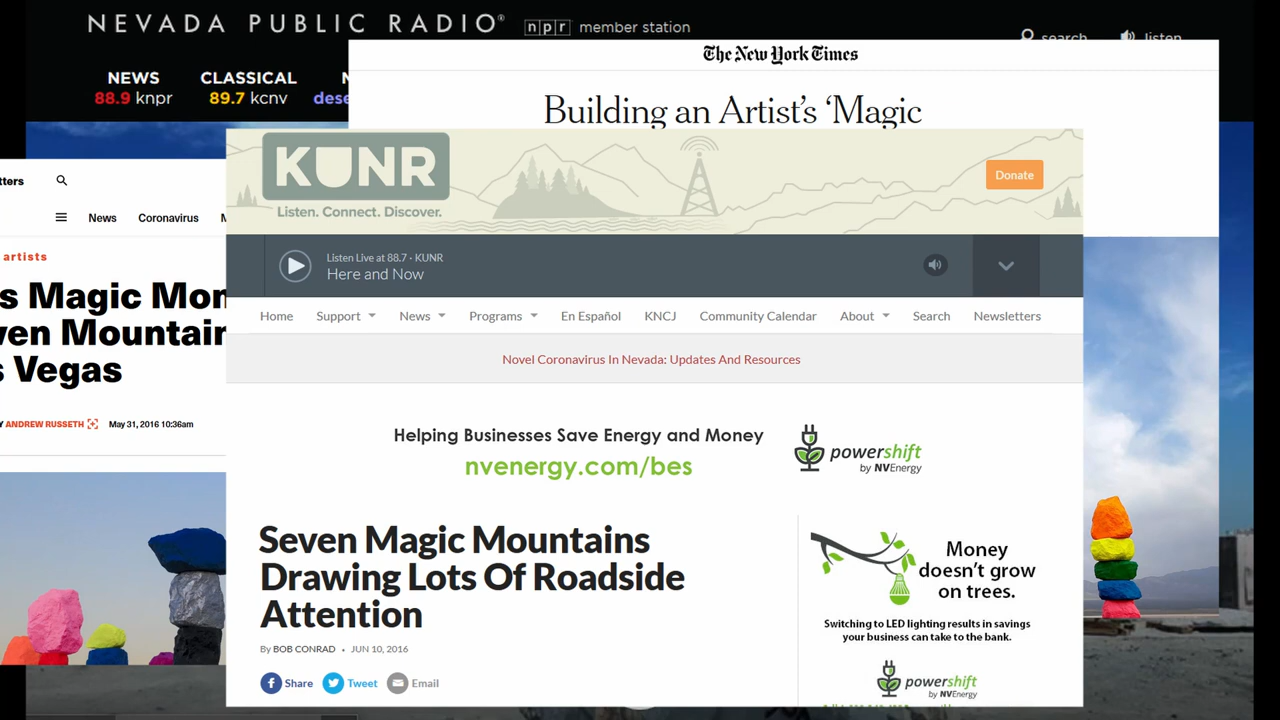 NEVADA PUBLIC RADIO®
npr member station
search
listen
NEWS
88.9 knpr
CLASSICAL
89.7 kcnv
The New York Times
Building an Artist's 'Magic
KUNR
Listen. Connect. Discover.
Donate
News
Coronavirus
artists
Listen Live at 88.7 · KUNR
Here and Now
Home
Support
News
Programs
En Español
KNCJ
Community Calendar
About
Search
Newsletters
Novel Coronavirus In Nevada: Updates And Resources
Vegas
ANDREW RUSSETH
May 31, 2016 10:36am
Helping Businesses Save Energy and Money
nvenergy.com/bes
powershift
by NVEnergy
Seven Magic Mountains
Drawing Lots Of Roadside
Attention
By BOB CONRAD • JUN 10, 2016
Share
Tweet
Email
Money
doesn't grow
on trees.
Switching to LED lighting results in savings
your business can take to the bank.
powershift
by NVEnergy